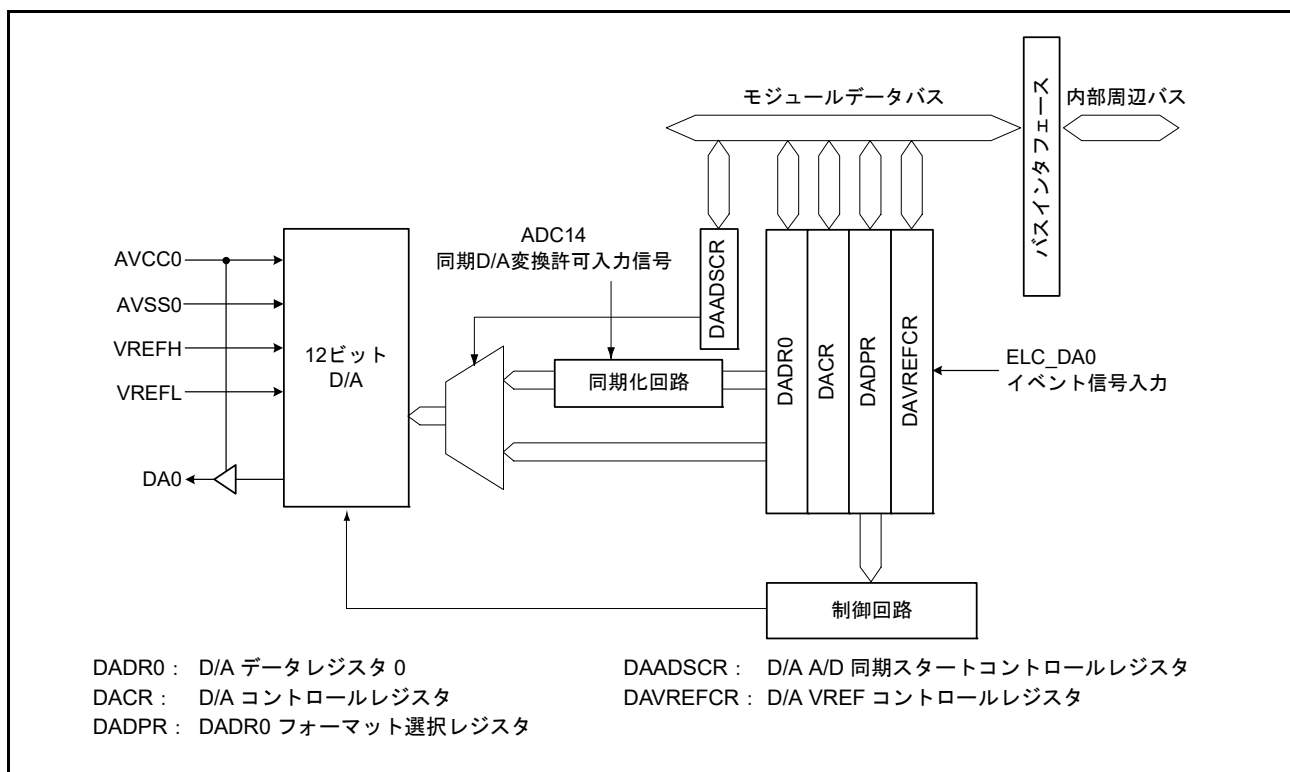 モジュールデータバス
内部周辺バス
バスインタフェース
ADC14
同期D/A変換許可入力信号
DAADSCR
AVCC0
AVSS0
VREFH
VREFL
DA0
12ビット
D/A
同期化回路
DADR0
DACR
DADPR
DAVREFCR
ELC_DA0
イベント信号入力
制御回路
DADR0 : D/A データレジスタ 0
DACR : D/A コントロールレジスタ
DADPR : DADR0 フォーマット選択レジスタ
DAADSCR : D/A A/D 同期スタートコントロールレジスタ
DAVREFCR : D/A VREF コントロールレジスタ